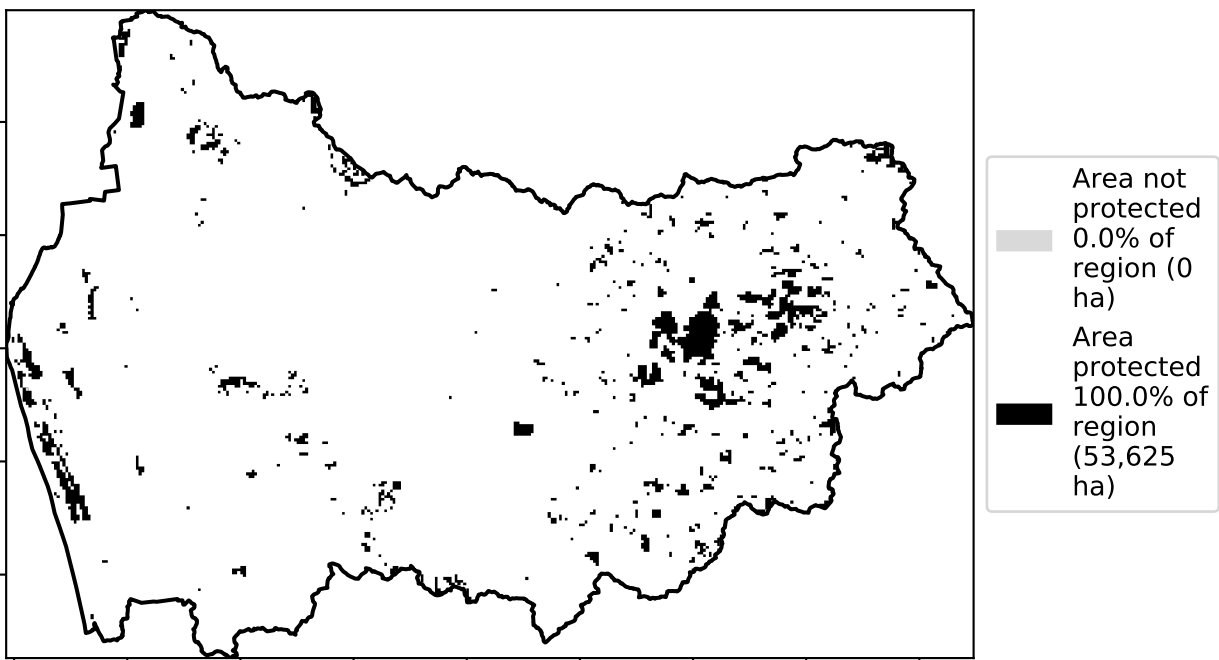 Area not
protected
0.0% of
region (0
ha)
Area
protected
100.0% of
region
(53,625
ha)